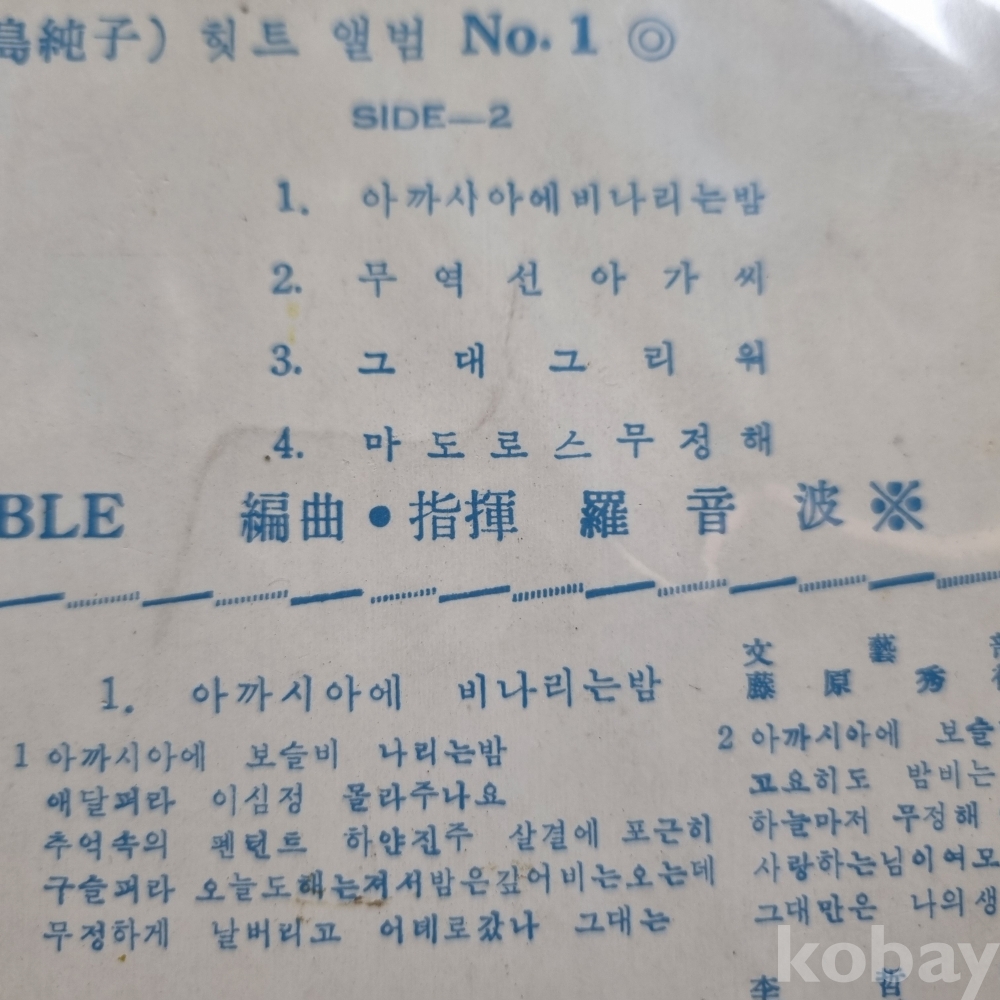 島純子) 힛트 앨범 No. 1 ◎
SIDE—2
1. 아까사아에비나리는밤
2. 무역선아가씨
3. 그대그리워
4. 마도로스무정해
BLE 編曲・指揮 羅音波※
1. 아까시아에 비나리는밤
文藝
藤原秀
1 아까시아에 보슬비 나리는밤
애달퍼라 이심정 몰라주나요
추억속의 펜던트 하얀진주 살결에 포근히
구슬퍼라 오늘도해는져서밤은깊어비는오는데
무정하게 날버리고 어데로갔나 그대는
2 아까시아에 보슬
고요히도 밤비는
하늘마저 무정해
사랑하는님이여모
그대만은 나의생
李哲
kobay